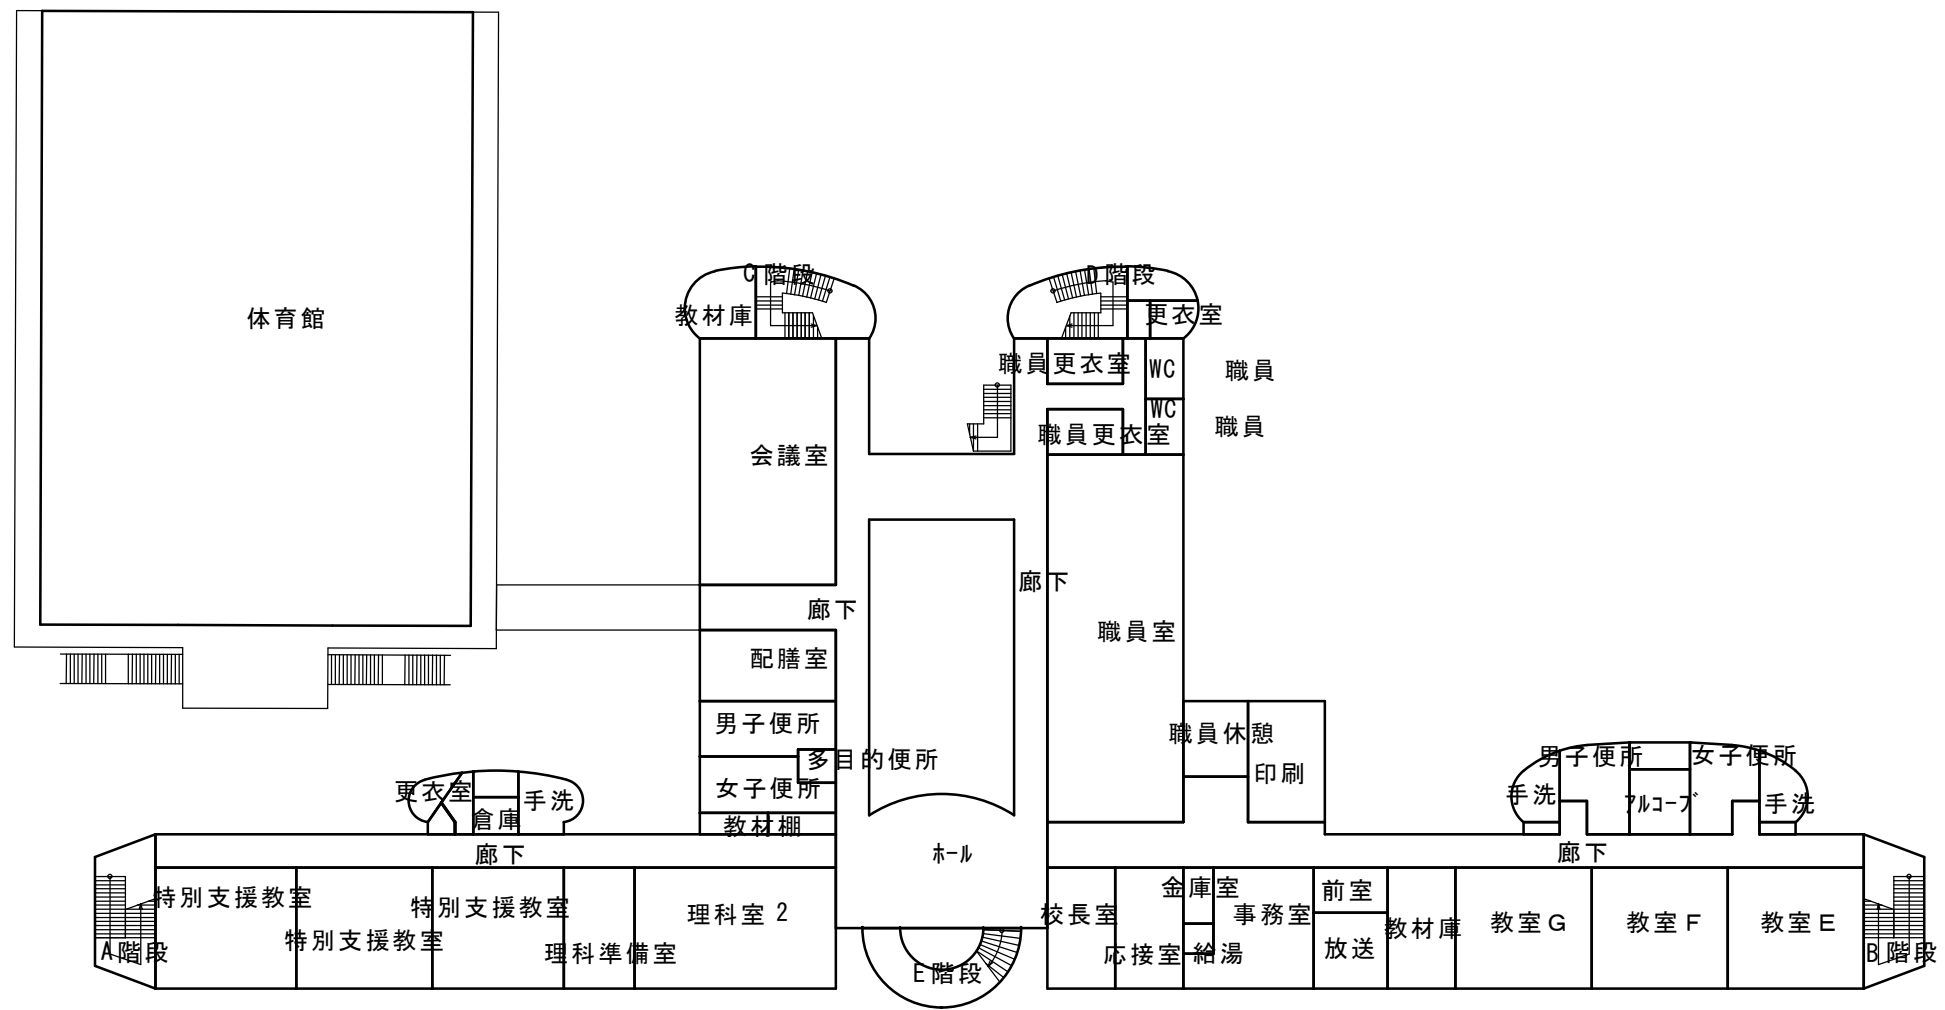 C階段
D階段
体育館
教材庫
更衣室
職員更衣室
WC
職員
WC
職員更衣室
職員
会議室
廊下
廊下
職員室
配膳室
男子便所
職員休憩
多目的便所
印刷
男子便所
女子便所
更衣室
手洗
女子便所
手洗
アルコーブ
手洗
倉庫
教材棚
廊下
ホール
廊下
特別支援教室
特別支援教室
特別支援教室
理科準備室
理科室2
校長室
応接室
金庫室
給湯
事務室
前室
放送
教材庫
教室G
教室F
教室E
A階段
E階段
B階段